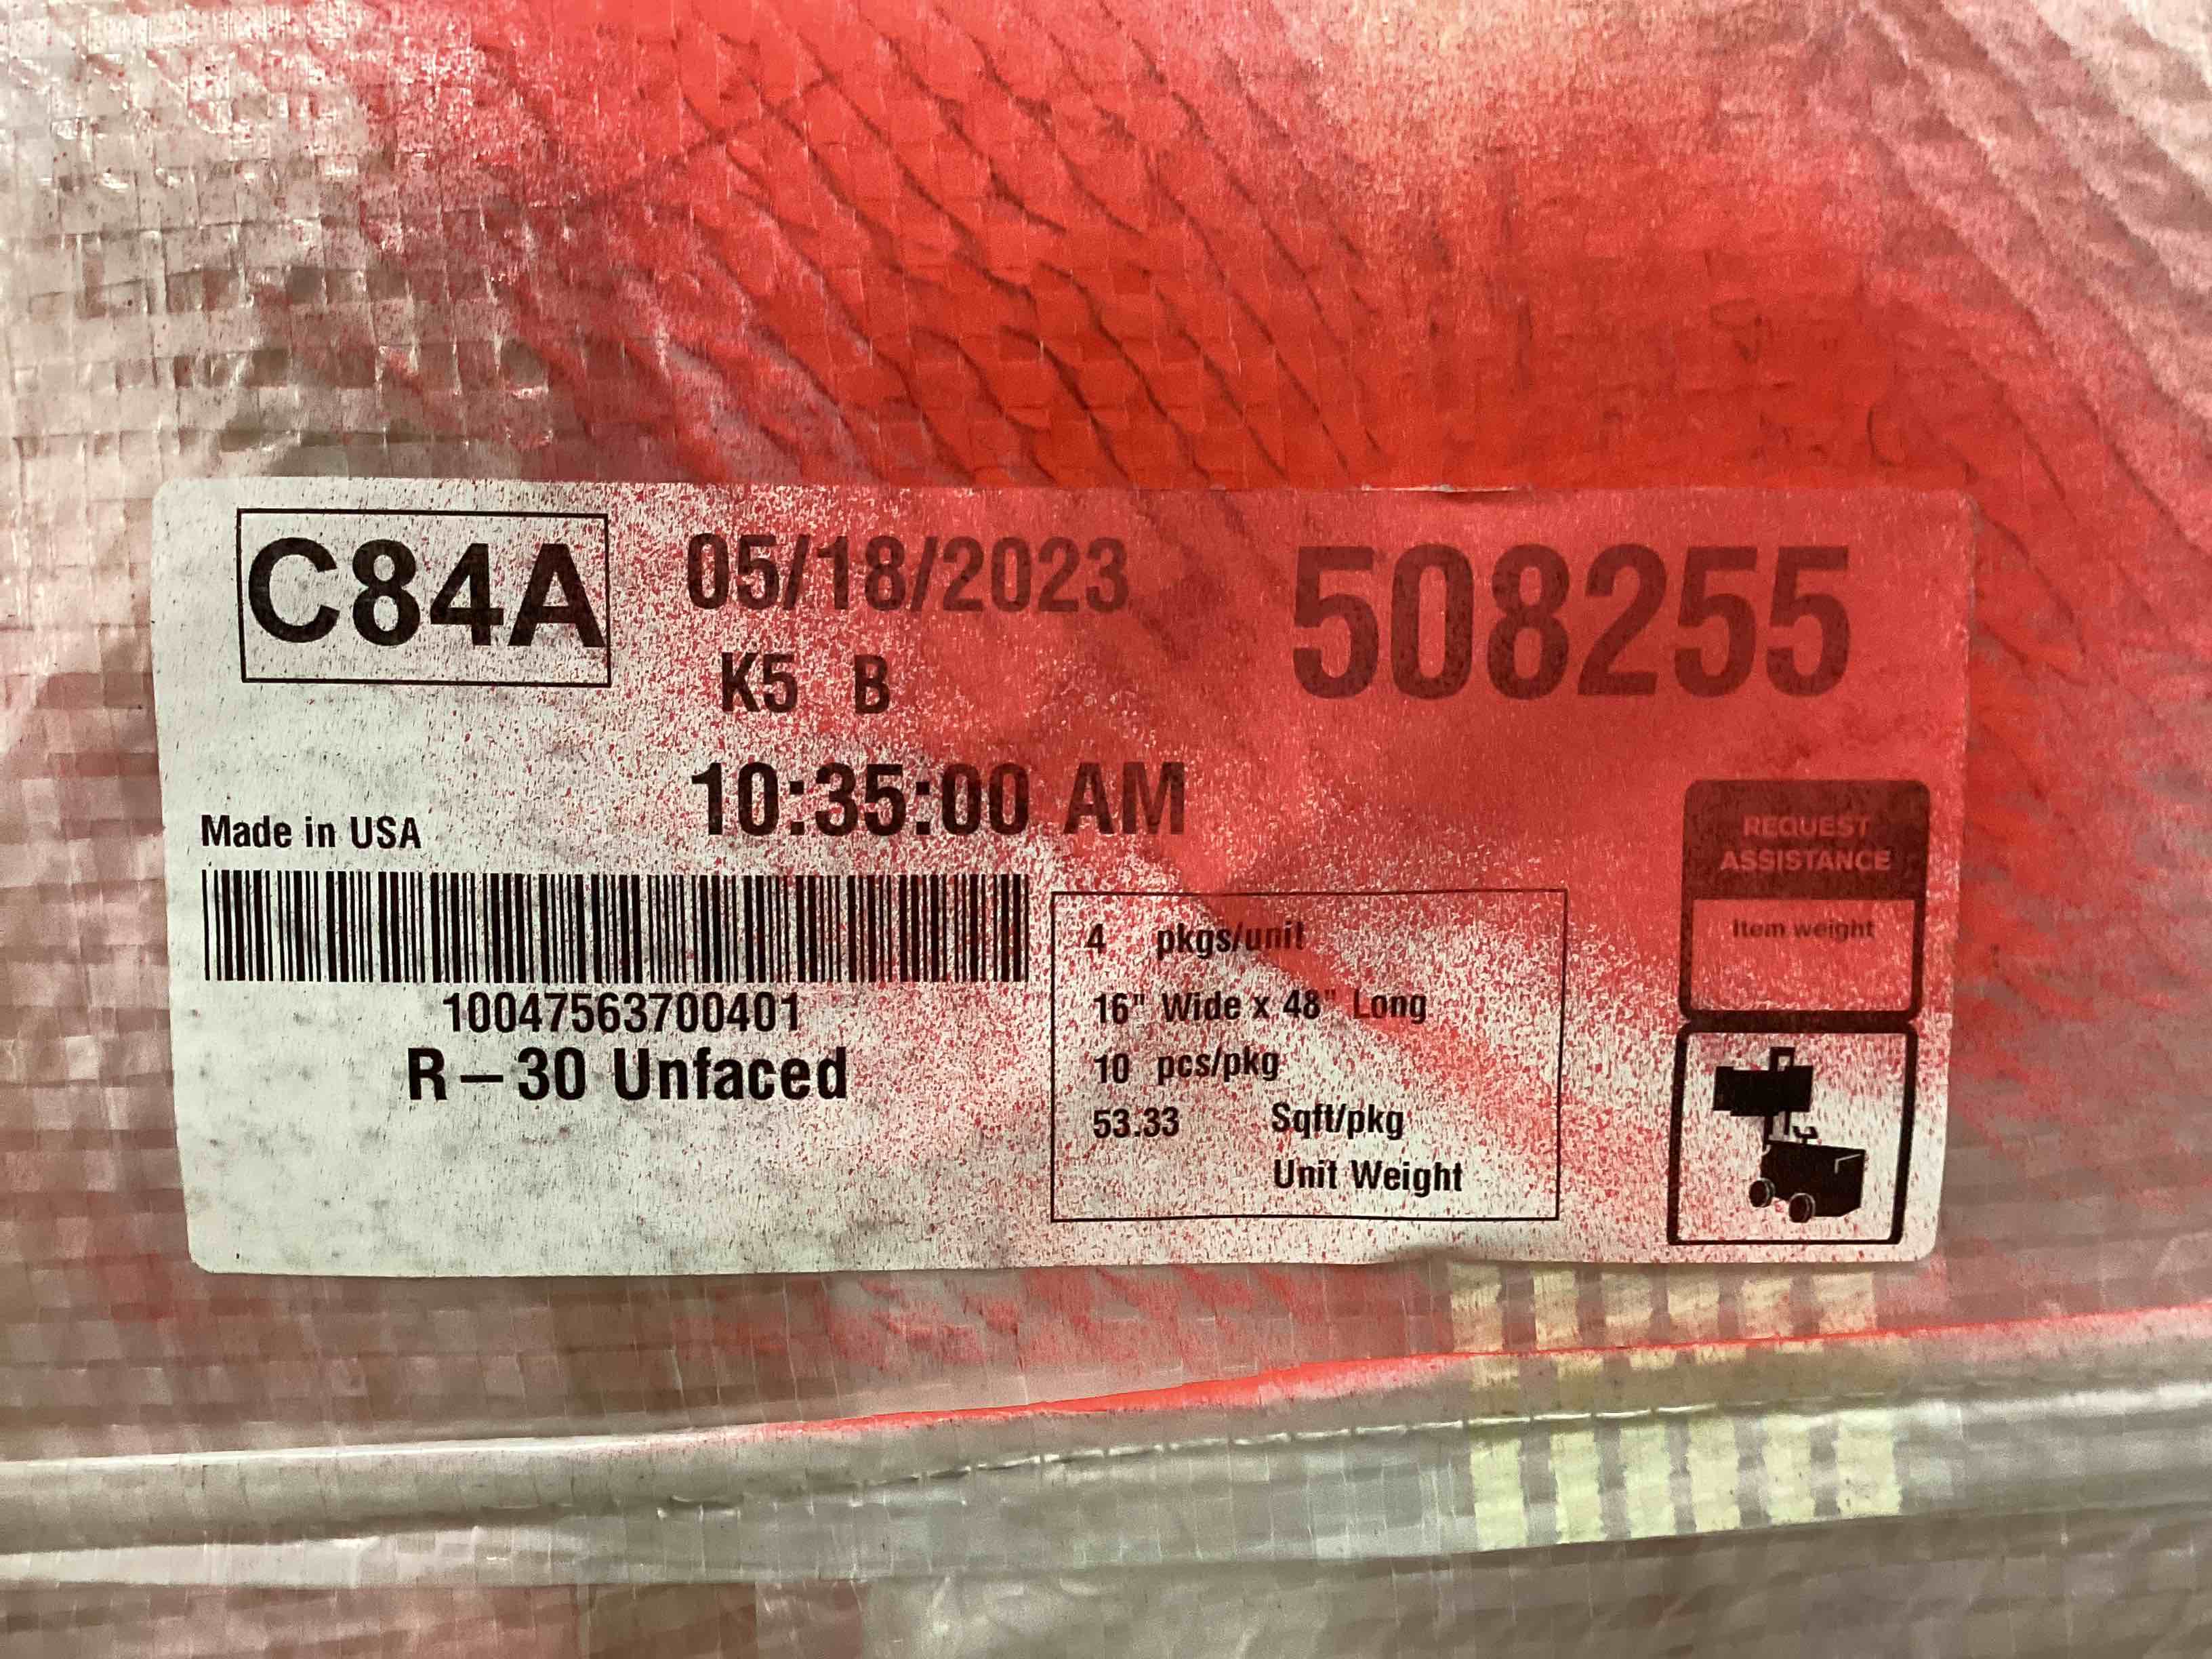 C84A
05/18/2023
508255
K5 B
10:35:00 AM
Made in USA
10047563700401
R–30 Unfaced
4 pkgs/unit
16" Wide x 48" Long
10 pcs/pkg
53.33 Sqft/pkg
Unit Weight
REQUEST
ASSISTANCE
Item weight